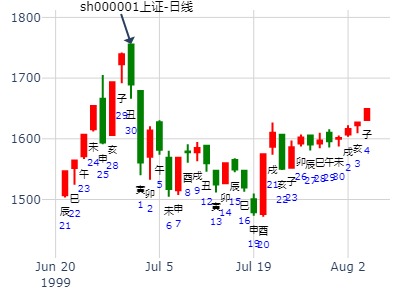 sh000001上证-日线
1800
1700
1600
1500
辰
21
巳
22
午
23
未
24
申
25
亥
28
子
29
丑
30
寅
1
卯
2
午
5
未
6
申
7
酉
8
戌
9
丑
12
寅
13
卯
14
辰
15
巳
16
申
19
酉
20
戌
21
亥
22
子
23
卯
26
辰
27
巳
28
午
29
未
30
戌
2
亥
3
子
4
Jun 20
1999
Jul 5
Jul 19
Aug 2